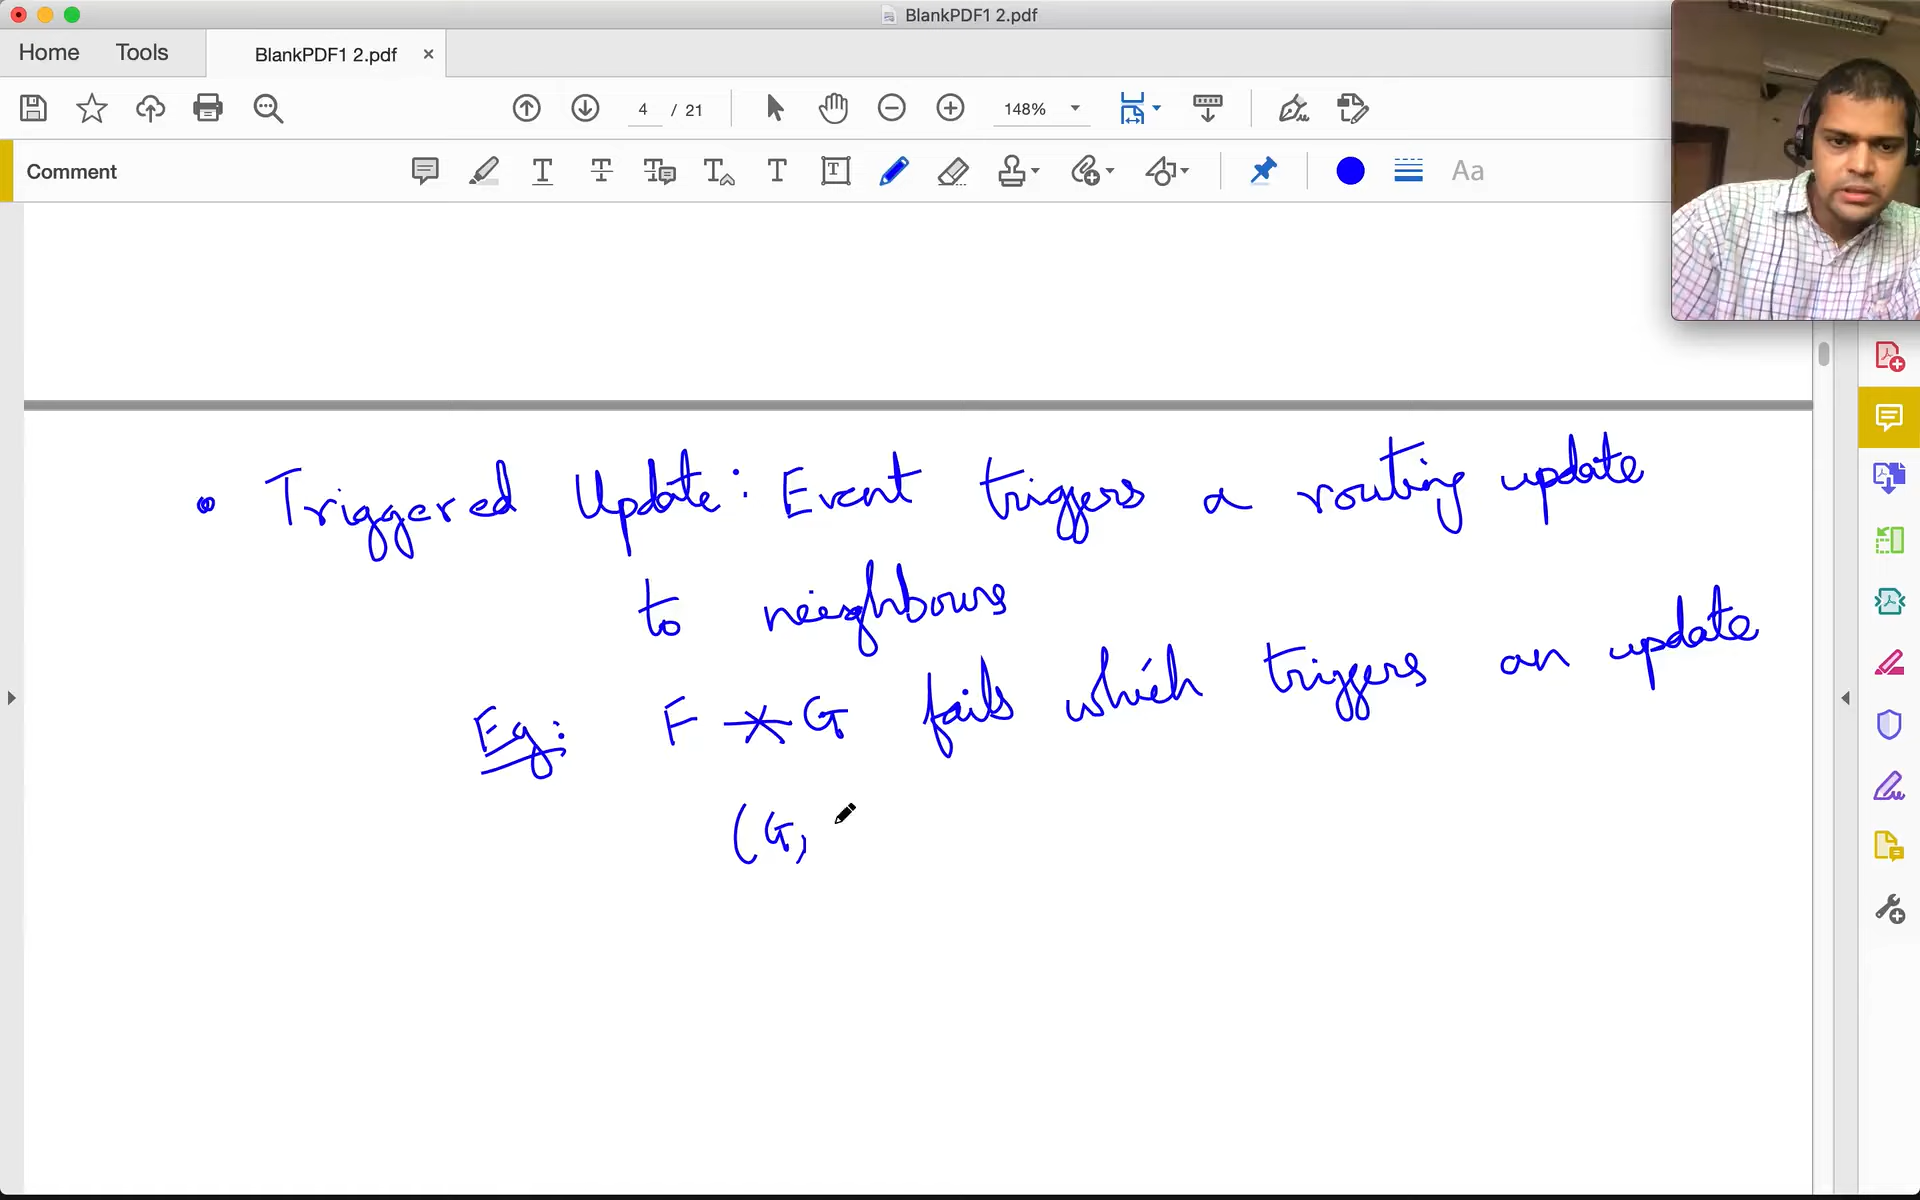 BlankPDF1 2.pdf
Home Tools BlankPDF1 2.pdf ×
4 / 21 148%
Comment Aa
• Triggered Update: Event triggers a routing update
to neighbours
Eg: F G fails which triggers an update
(G,